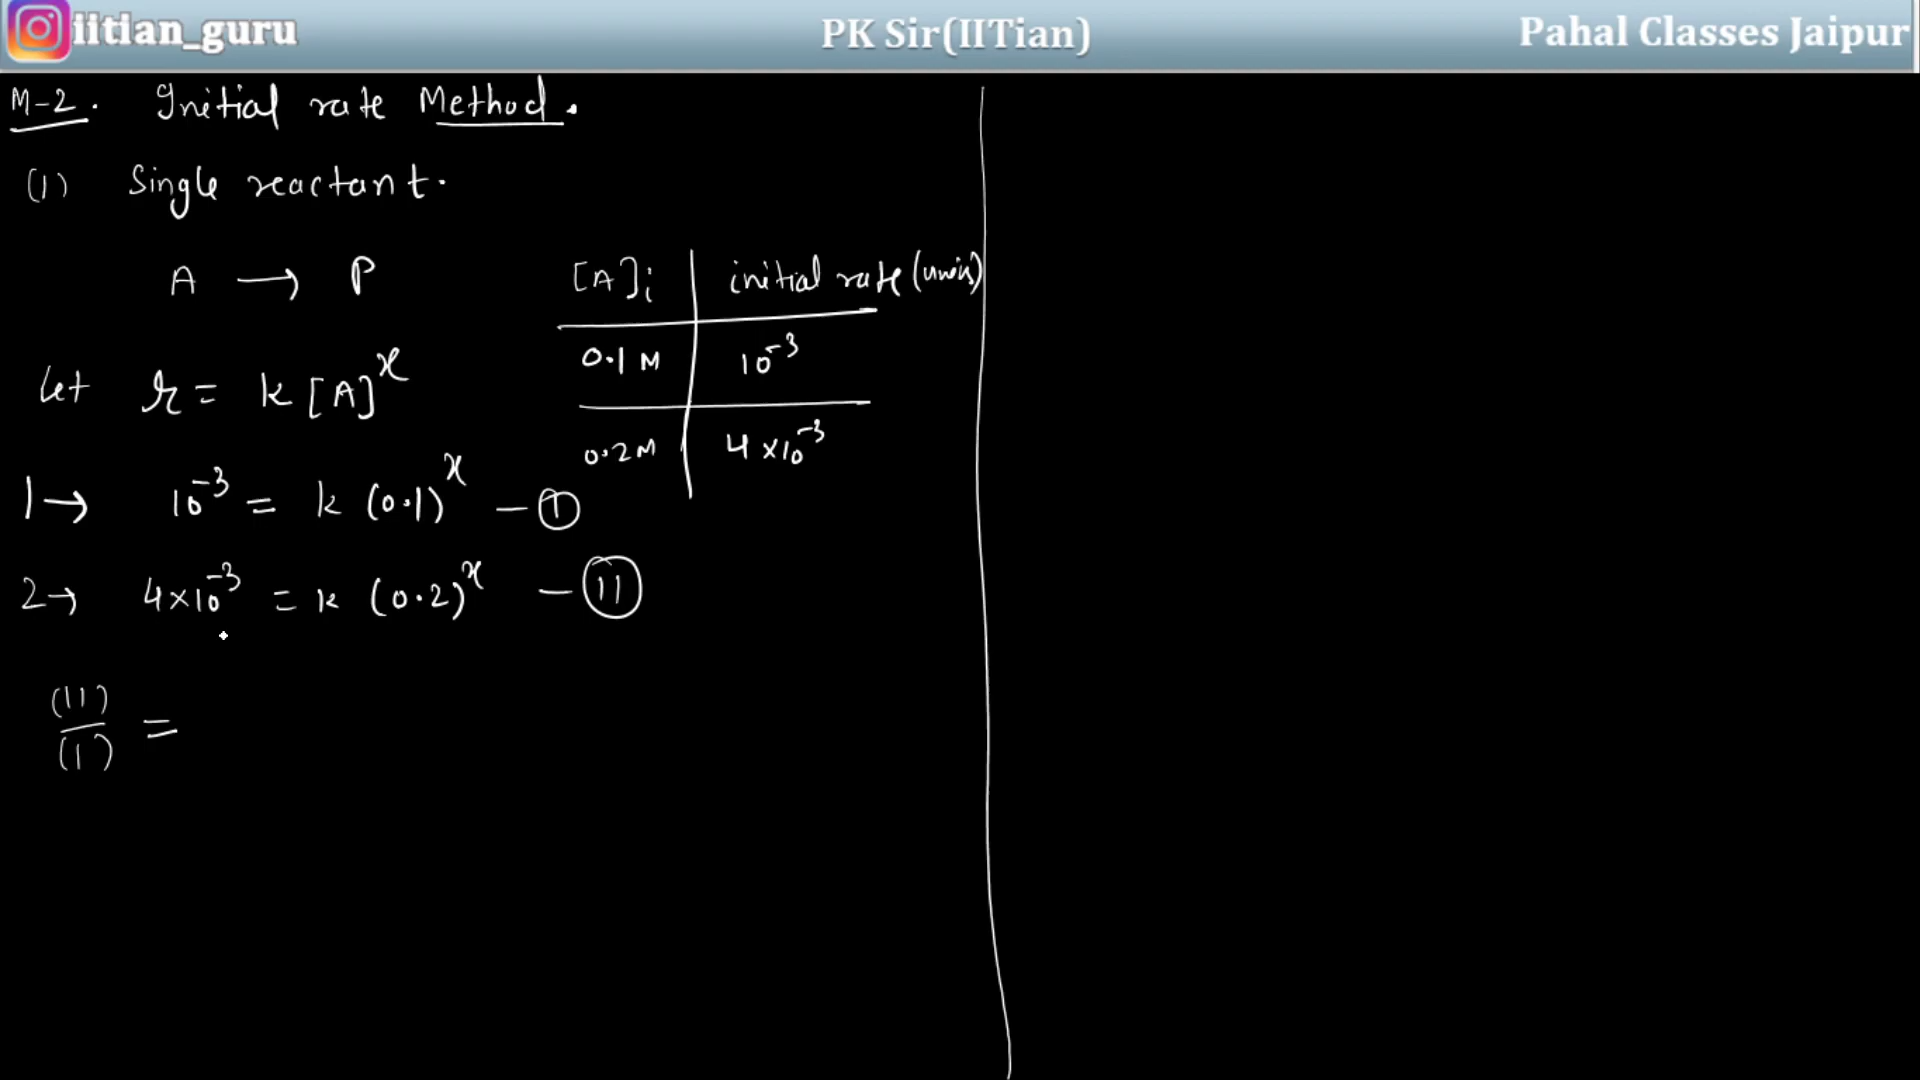 iitian_guru PK Sir(IITian) Pahal Classes Jaipur
M-2. Initial rate Method.
(1) Single reactant.
A → P
[A]i initial rate (units)
0.1 M 10⁻³
0.2 M 4×10⁻³
Let r = k [A]ˣ
1→ 10⁻³ = k (0.1)ˣ – Ⓘ
2→ 4×10⁻³ = k (0.2)ˣ – (II)
(II)/(I) =